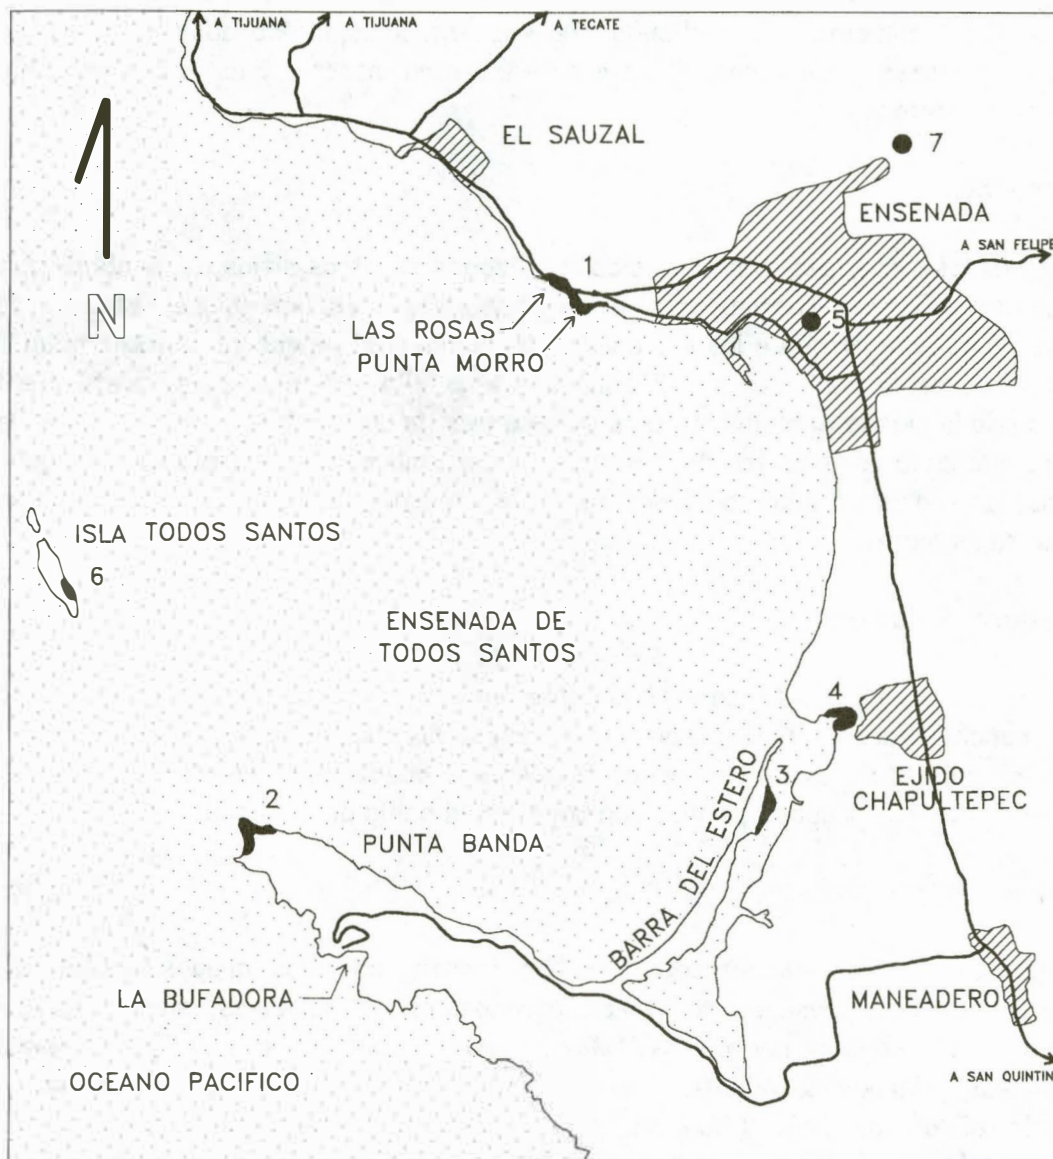 A TIJUANA
A TIJUANA
A TECATE
EL SAUZAL
7
ENSENADA
A SAN FELIPE
N
1
LAS ROSAS
PUNTA MORRO
5
ISLA TODOS SANTOS
6
ENSENADA DE
TODOS SANTOS
4
EJIDO
CHAPULTEPEC
3
BARRA DEL ESTERO
2
PUNTA BANDA
LA BUFADORA
MANEADERO
OCEANO PACIFICO
A SAN QUINTIN